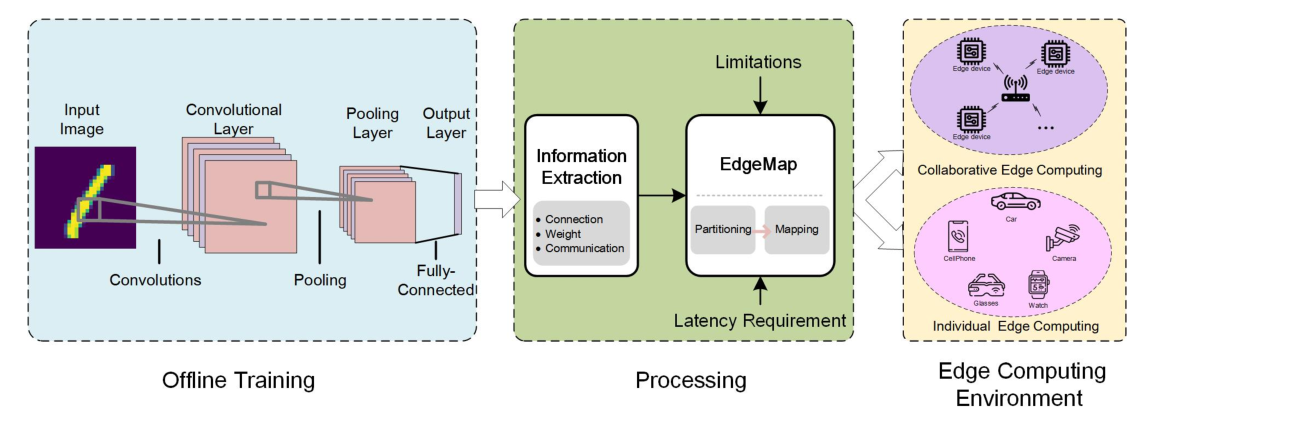 Input
Image
Convolutional
Layer
Pooling
Layer
Output
Layer
Convolutions
Pooling
Fully-
Connected
Offline Training
Limitations
Information
Extraction
• Connection
• Weight
• Communication
EdgeMap
Partitioning
Mapping
Latency Requirement
Processing
Edge device
Edge device
Edge device
...
Collaborative Edge Computing
Car
CellPhone
Camera
Glasses
Watch
Individual Edge Computing
Edge Computing
Environment